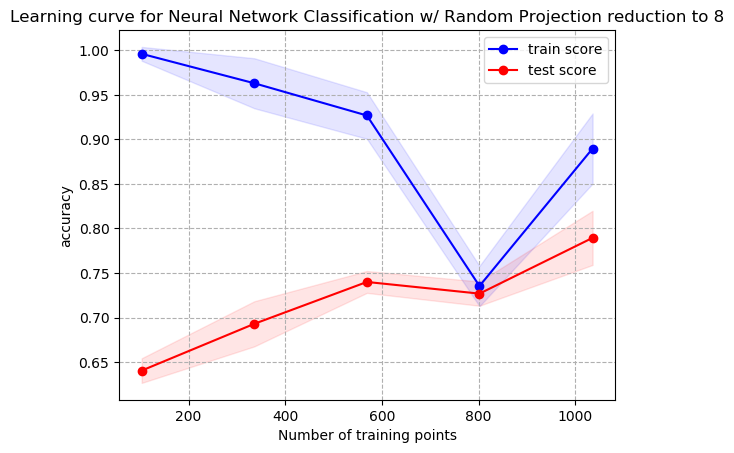 Learning curve for Neural Network Classification w/ Random Projection reduction to 8
train score
test score
1.00
0.95
0.90
0.85
0.80
0.75
0.70
0.65
accuracy
200
400
600
800
1000
Number of training points